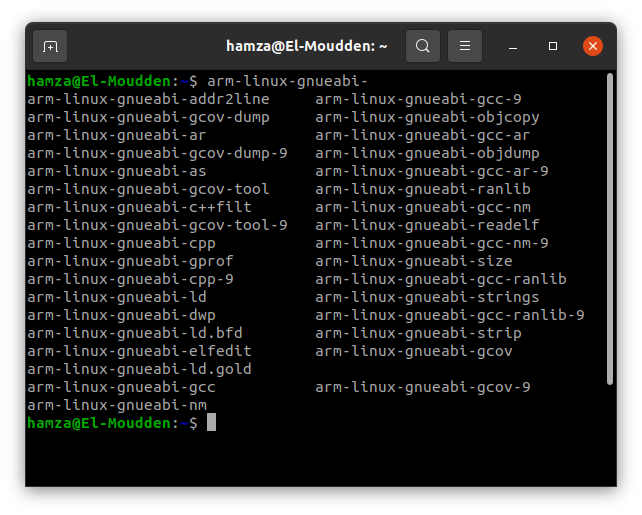 hamza@El-Moudden: ~
hamza@El-Moudden:~$ arm-linux-gnueabi-
arm-linux-gnueabi-addr2line arm-linux-gnueabi-gcc-9
arm-linux-gnueabi-gcov-dump arm-linux-gnueabi-objcopy
arm-linux-gnueabi-ar arm-linux-gnueabi-gcc-ar
arm-linux-gnueabi-gcov-dump-9 arm-linux-gnueabi-objdump
arm-linux-gnueabi-as arm-linux-gnueabi-gcc-ar-9
arm-linux-gnueabi-gcov-tool arm-linux-gnueabi-ranlib
arm-linux-gnueabi-c++filt arm-linux-gnueabi-gcc-nm
arm-linux-gnueabi-gcov-tool-9 arm-linux-gnueabi-readelf
arm-linux-gnueabi-cpp arm-linux-gnueabi-gcc-nm-9
arm-linux-gnueabi-gprof arm-linux-gnueabi-size
arm-linux-gnueabi-cpp-9 arm-linux-gnueabi-gcc-ranlib
arm-linux-gnueabi-ld arm-linux-gnueabi-strings
arm-linux-gnueabi-dwp arm-linux-gnueabi-gcc-ranlib-9
arm-linux-gnueabi-ld.bfd arm-linux-gnueabi-strip
arm-linux-gnueabi-elfedit arm-linux-gnueabi-gcov
arm-linux-gnueabi-ld.gold
arm-linux-gnueabi-gcc arm-linux-gnueabi-gcov-9
arm-linux-gnueabi-nm
hamza@El-Moudden:~$